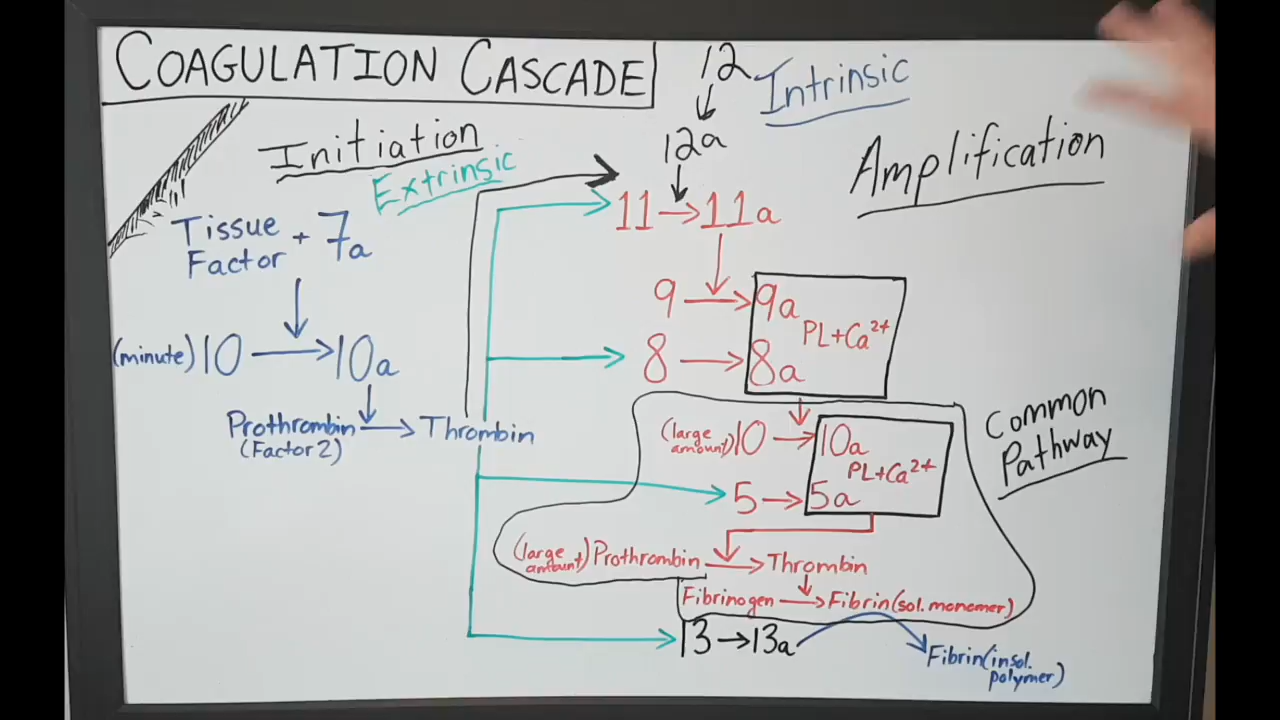 COAGULATION CASCADE
12
Intrinsic
12a
Initiation
Extrinsic
Amplification
Tissue
Factor + 7a
11 → 11a
9 → 9a
PL+Ca²⁺
8 → 8a
(minute) 10 → 10a
Prothrombin → Thrombin
(Factor 2)
Common
Pathway
(large
amount) 10 → 10a
PL+Ca²⁺
5 → 5a
(large
amount) Prothrombin → Thrombin
Fibrinogen → Fibrin (sol. monomer)
13 → 13a
Fibrin (insol.
polymer)